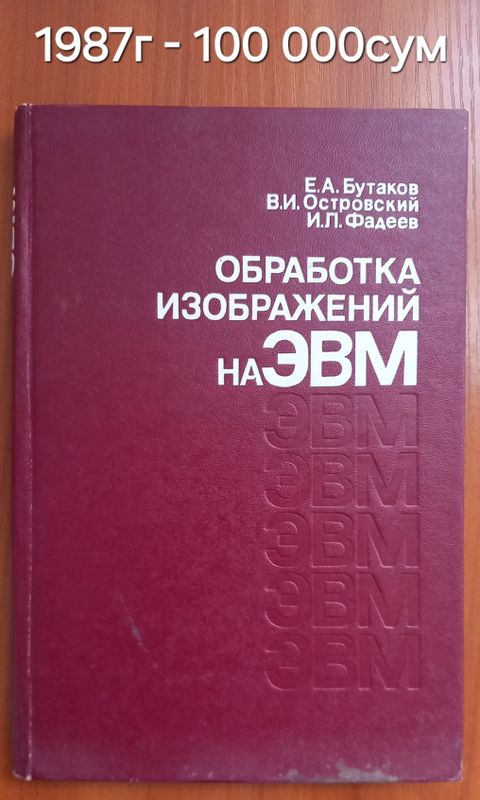 1987г - 100 000сум
Е.А. Бутаков
В.И. Островский
И.Л. Фадеев
ОБРАБОТКА
ИЗОБРАЖЕНИЙ
НА ЭВМ
ЭВМ
ЭВМ
ЭВМ
ЭВМ
ЭВМ